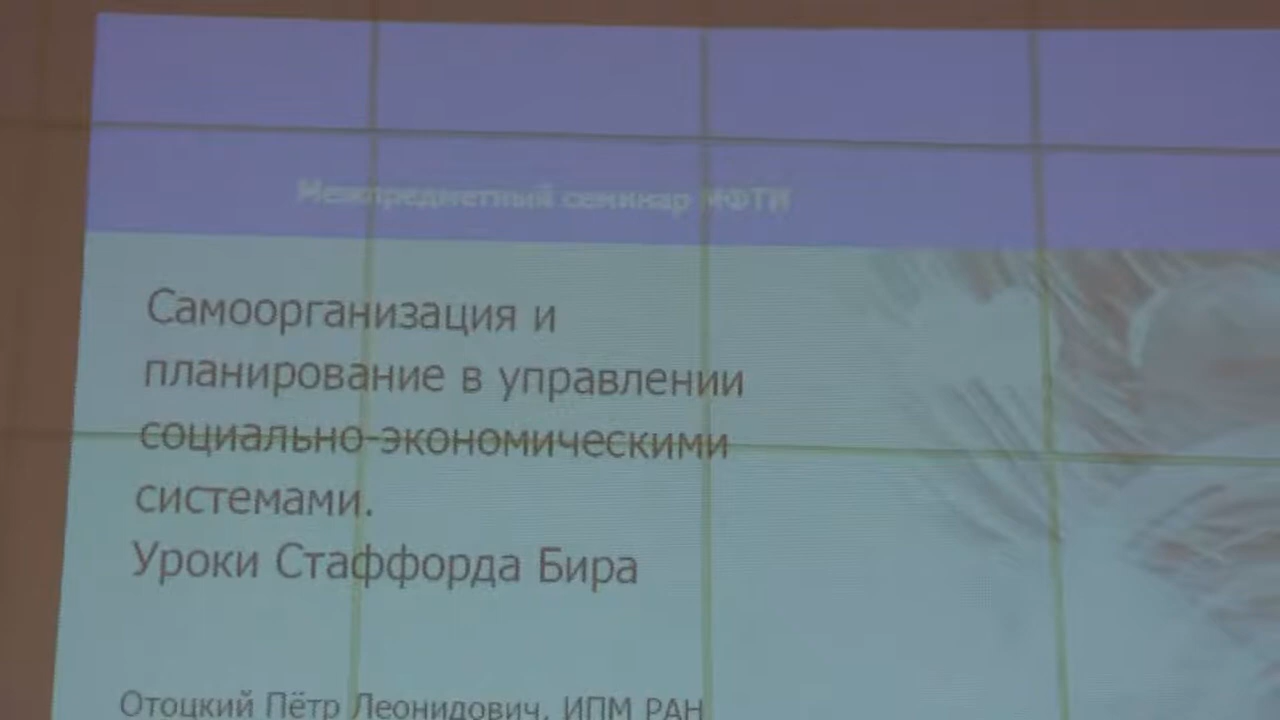 Межпредметный семинар МФТИ
Самоорганизация и
планирование в управлении
социально-экономическими
системами.
Уроки Стаффорда Бира
Отоцкий Пётр Леонидович, ИПМ РАН